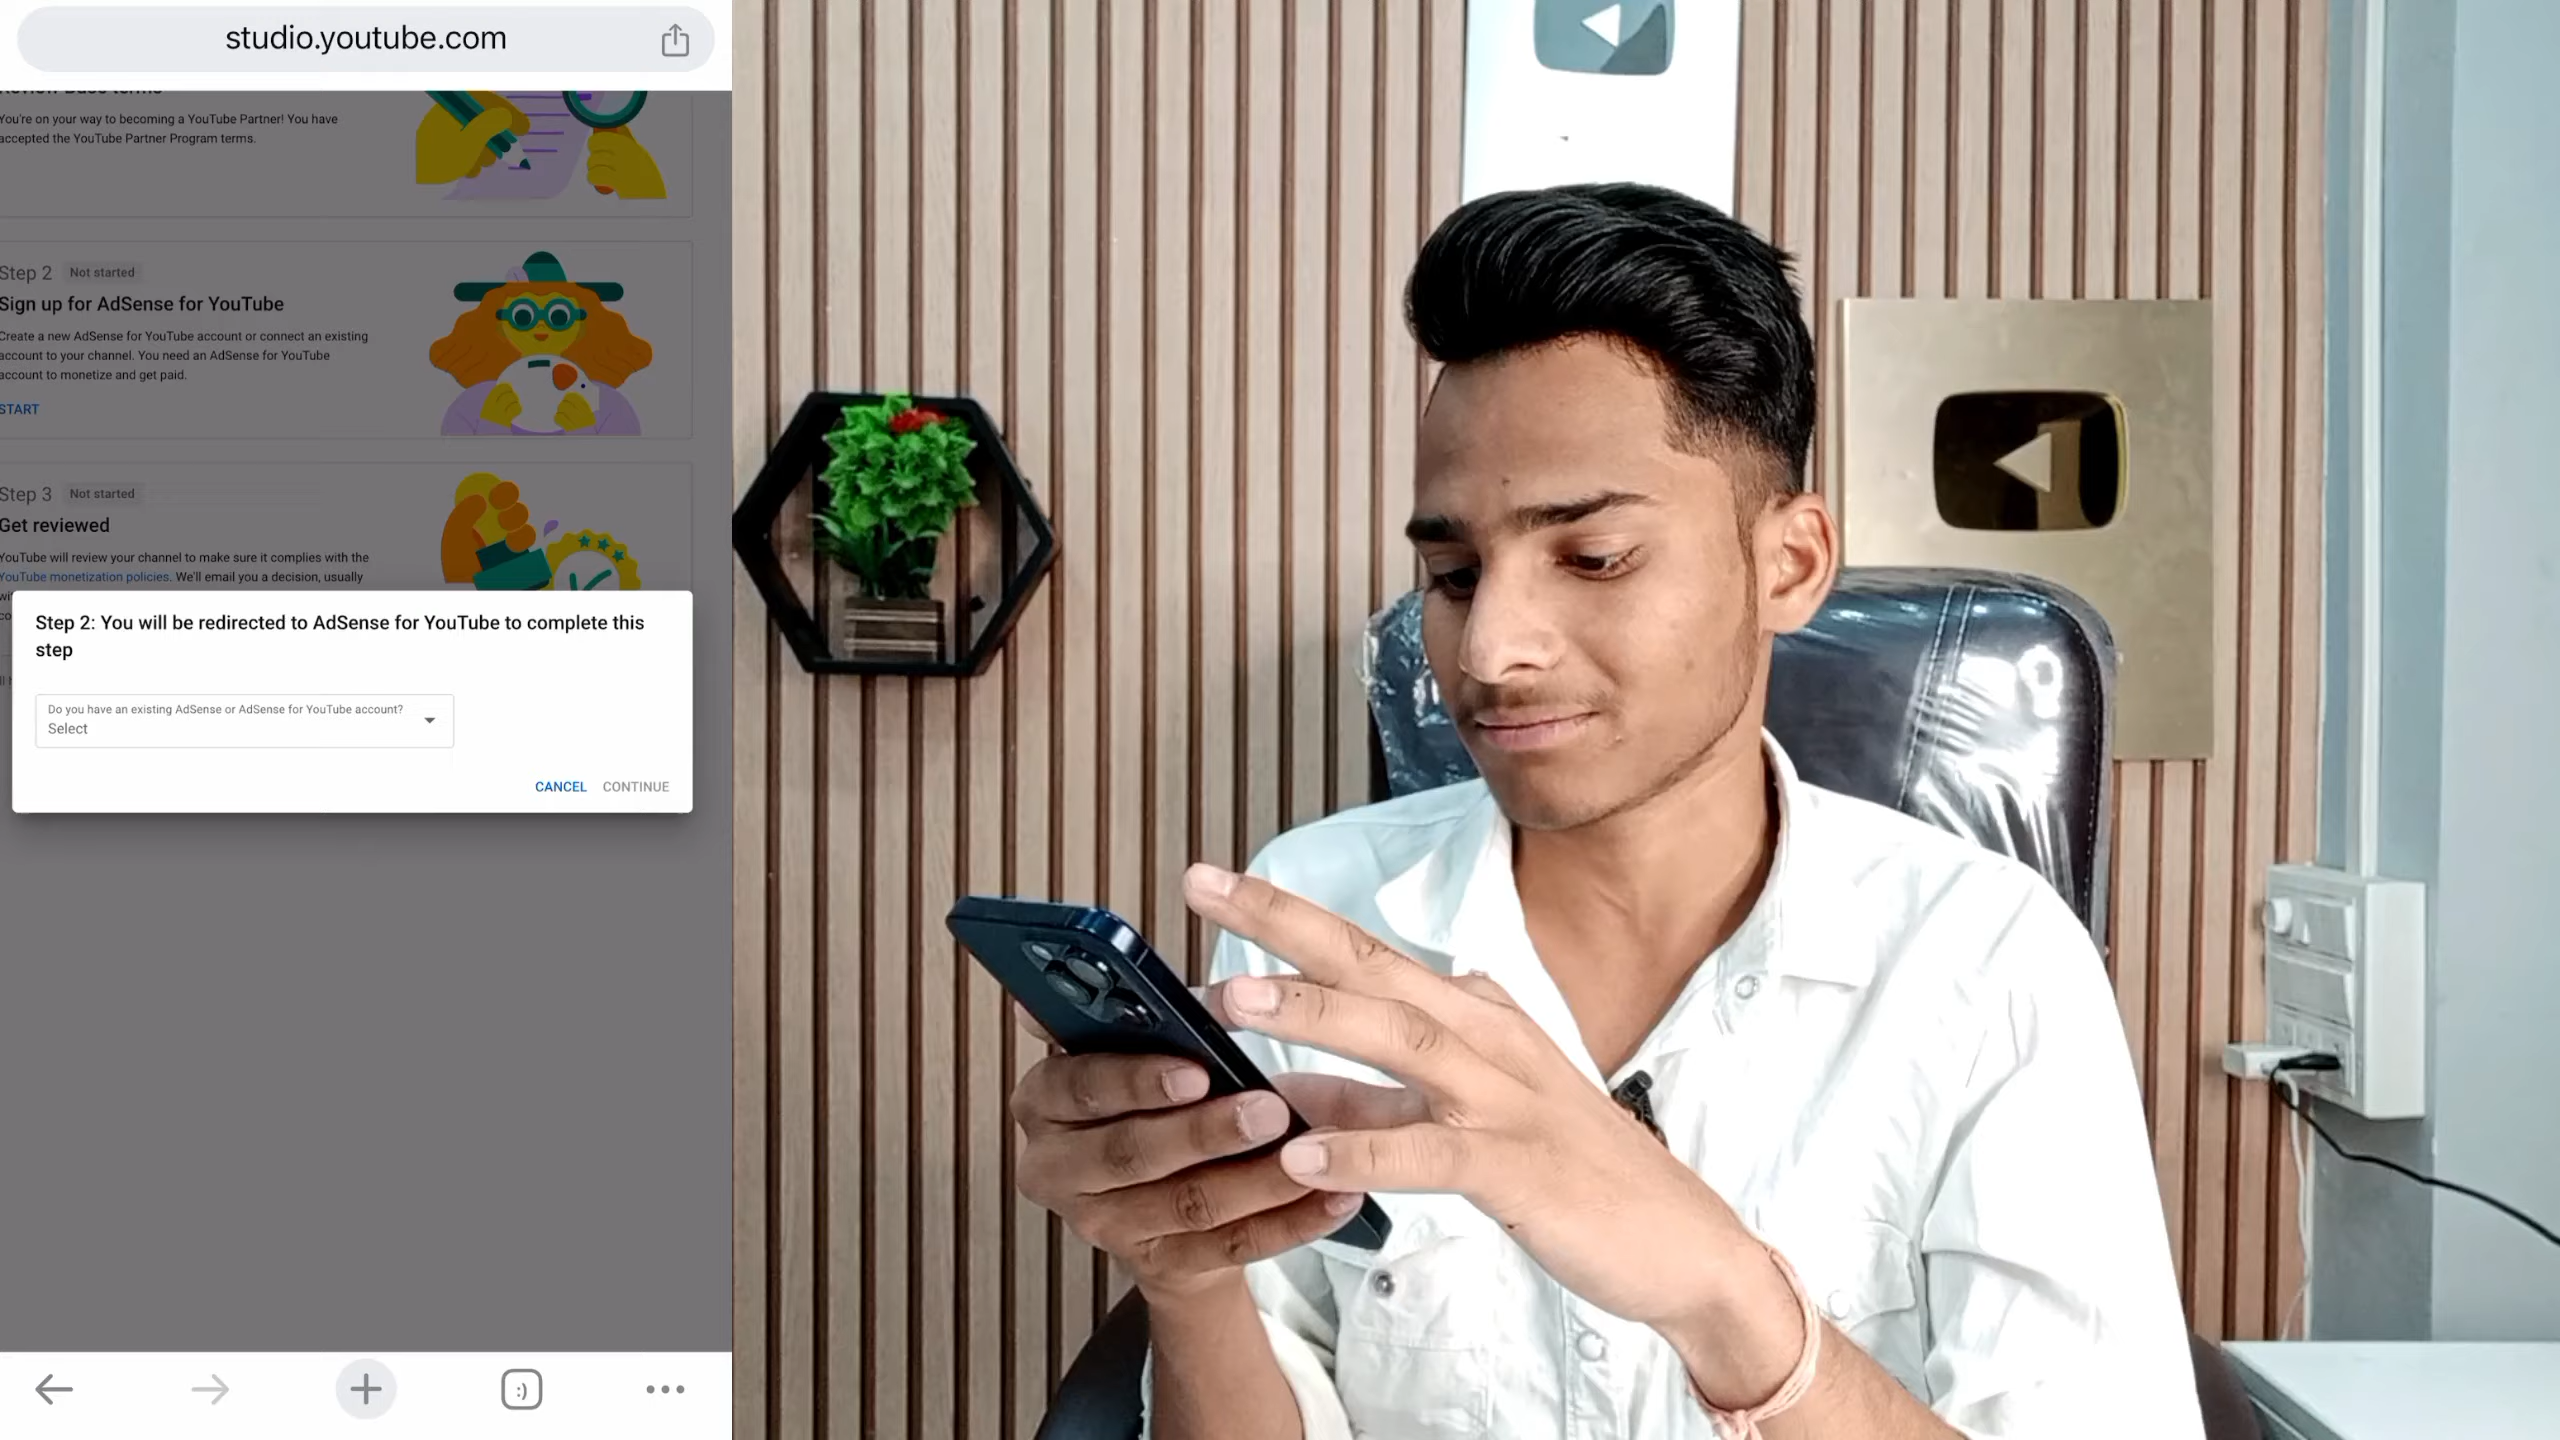 studio.youtube.com
Review Base terms
You're on your way to becoming a YouTube Partner! You have
accepted the YouTube Partner Program terms.
Step 2 Not started
Sign up for AdSense for YouTube
Create a new AdSense for YouTube account or connect an existing
account to your channel. You need an AdSense for YouTube
account to monetize and get paid.
START
Step 3 Not started
Get reviewed
YouTube will review your channel to make sure it complies with the
YouTube monetization policies. We'll email you a decision, usually
Step 2: You will be redirected to AdSense for YouTube to complete this
step
Do you have an existing AdSense or AdSense for YouTube account?
Select
CANCEL CONTINUE
:)